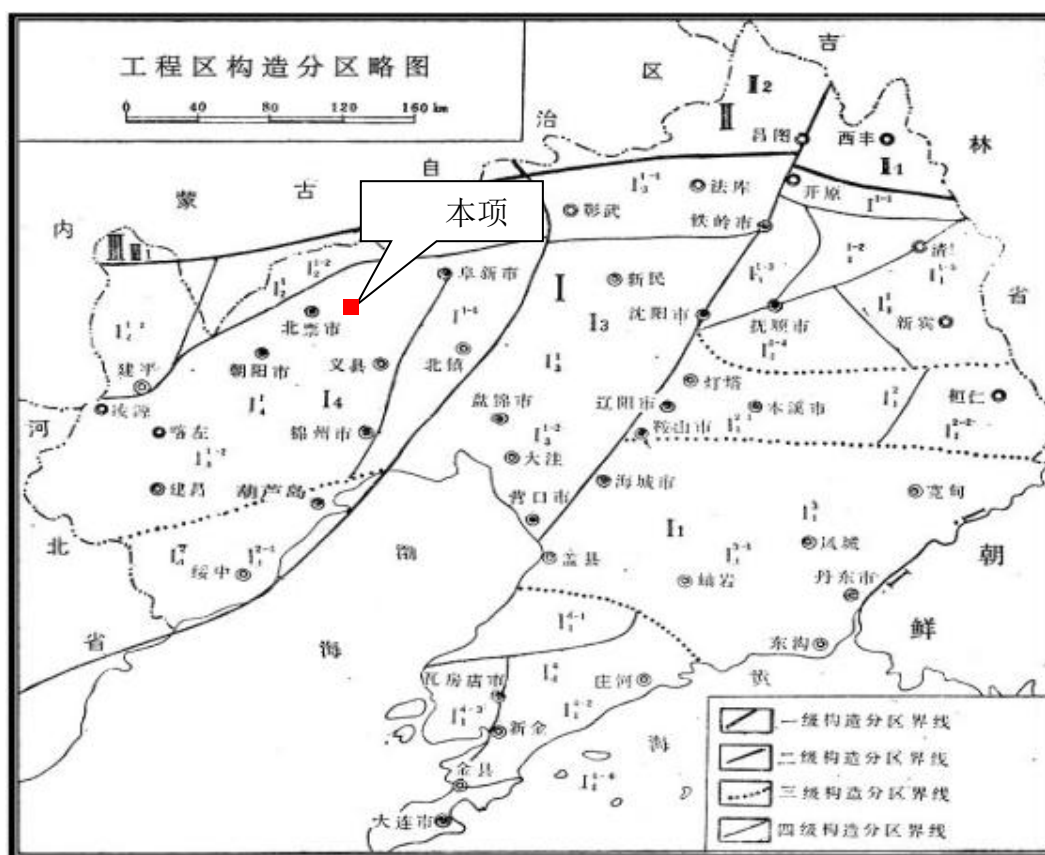 工程区构造分区略图
0 40 80 120 160 km
吉
区
治
自
古
蒙
内
林
省
本项
昌图
西丰
开原
法库
彰武
铁岭市
阜新市
新民
沈阳市
抚顺市
新宾
北票市
朝阳市
义县
北镇
建平
凌源
喀左
建昌
锦州市
葫芦岛
绥中
盘锦市
大洼
营口市
灯塔
辽阳市
本溪市
鞍山市
桓仁
海城市
盖县
岫岩
凤城
宽甸
丹东市
东沟
庄河
瓦房店市
新金
金县
大连市
河
北
省
渤
海
黄
海
朝
鲜
一级构造分区界线
二级构造分区界线
三级构造分区界线
四级构造分区界线